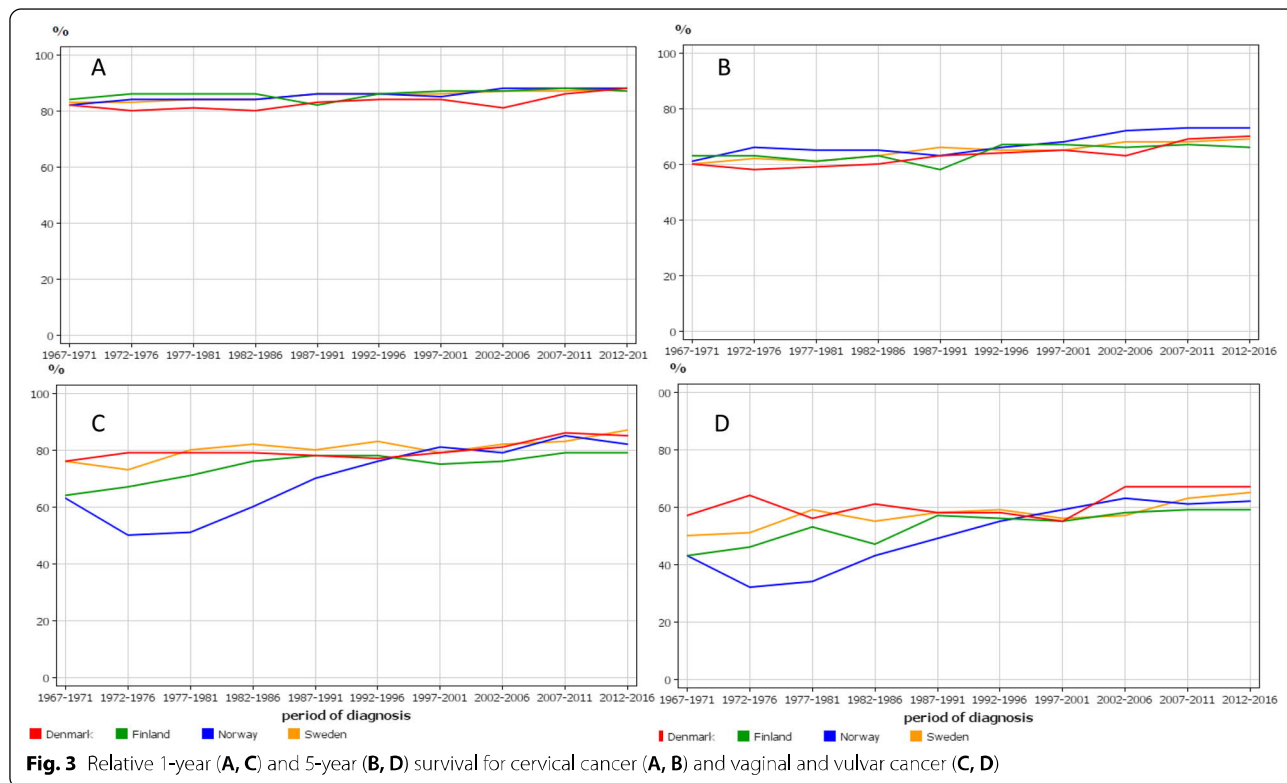 %
A
100
80
60
40
20
0
1967-1971 1972-1976 1977-1981 1982-1986 1987-1991 1992-1996 1997-2001 2002-2006 2007-2011 2012-201
%
B
100
80
60
40
20
0
1967-1971 1972-1976 1977-1981 1982-1986 1987-1991 1992-1996 1997-2001 2002-2006 2007-2011 2012-2016
%
C
100
80
60
40
20
0
1967-1971 1972-1976 1977-1981 1982-1986 1987-1991 1992-1996 1997-2001 2002-2006 2007-2011 2012-2016
period of diagnosis
Denmark Finland Norway Sweden
%
D
00
80
60
40
20
0
1967-1971 1972-1976 1977-1981 1982-1986 1987-1991 1992-1996 1997-2001 2002-2006 2007-2011 2012-2016
period of diagnosis
Denmark Finland Norway Sweden
Fig. 3 Relative 1-year (A, C) and 5-year (B, D) survival for cervical cancer (A, B) and vaginal and vulvar cancer (C, D)